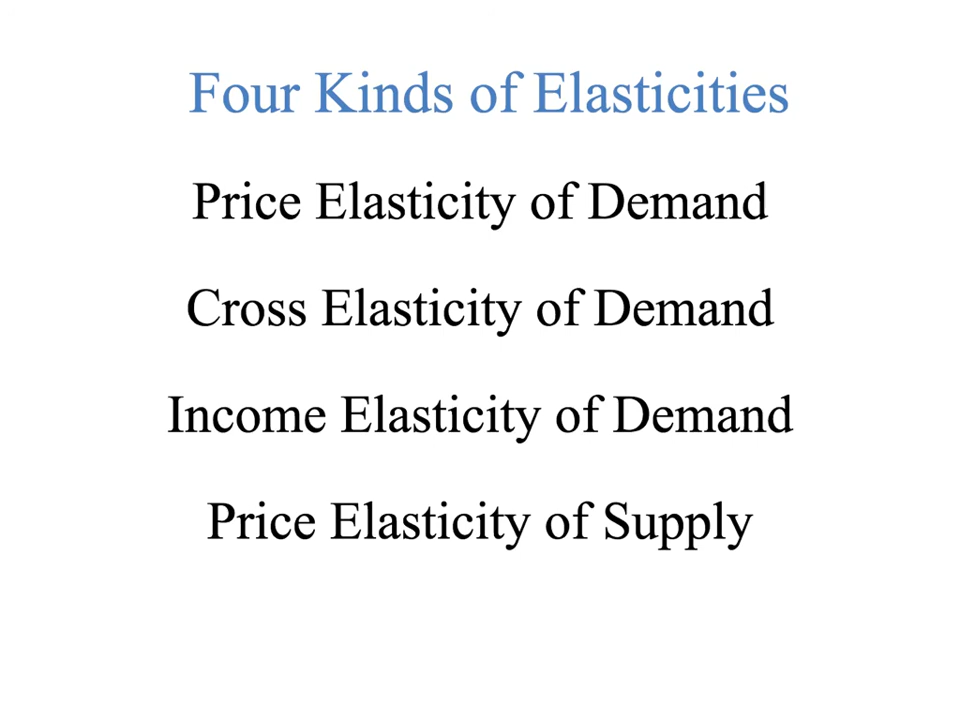 Four Kinds of Elasticities
Price Elasticity of Demand
Cross Elasticity of Demand
Income Elasticity of Demand
Price Elasticity of Supply